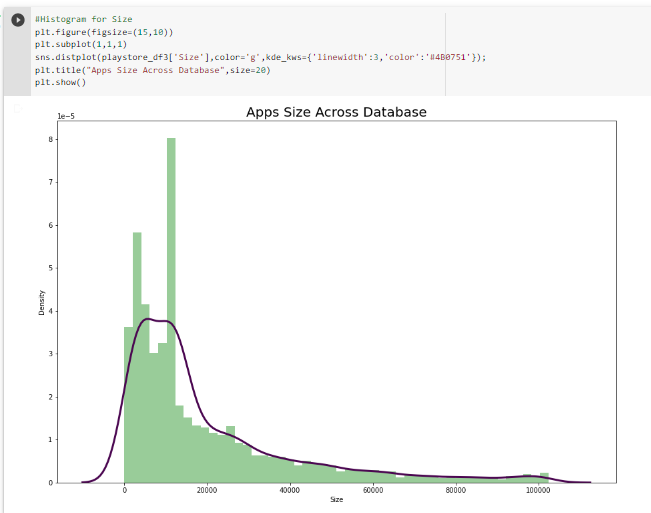 #Histogram for Size
plt.figure(figsize=(15,10))
plt.subplot(1,1,1)
sns.distplot(playstore_df3['Size'],color='g',kde_kws={'linewidth':3,'color':'#4B0751'});
plt.title("Apps Size Across Database",size=20)
plt.show()
Apps Size Across Database
1e-5
8
7
6
5
4
3
2
1
0
Density
0 20000 40000 60000 80000 100000
Size